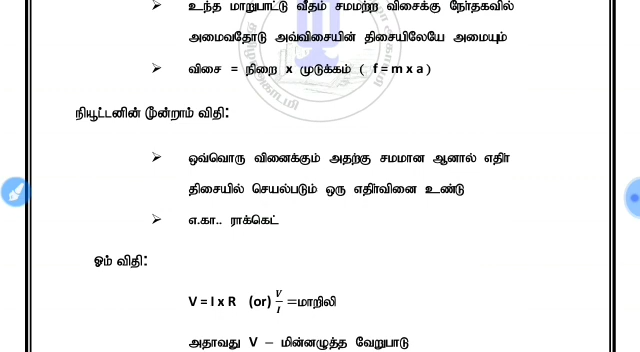 ➤ உந்த மாறுபாட்டு வீதம் சமமற்ற விசைக்கு நேர்தகவில்
அமைவதோடு அவ்விசையின் திசையிலேயே அமையும்
➤ விசை = நிறை x முடுக்கம் ( f = m x a )
நியூட்டனின் மூன்றாம் விதி:
➤ ஒவ்வொரு வினைக்கும் அதற்கு சமமான ஆனால் எதிர்
திசையில் செயல்படும் ஒரு எதிர்வினை உண்டு
➤ எ.கா.. ராக்கெட்
ஓம் விதி:
V = I x R (or) V/I =மாறிலி
அதாவது V – மின்னழுத்த வேறுபாடு